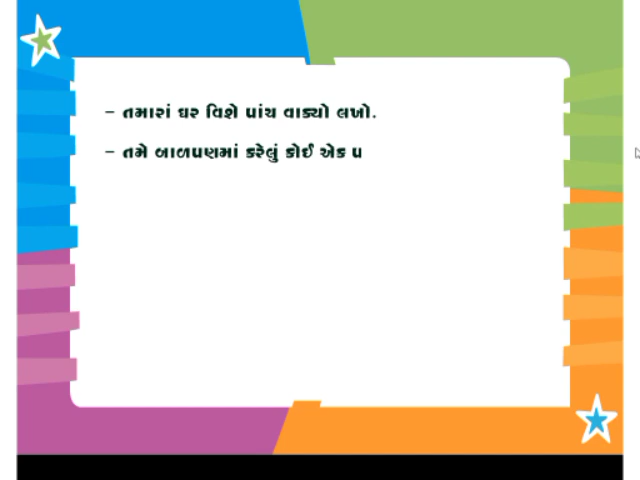 - તમારાં ઘર વિશે પાંચ વાક્યો લખો.
- તમે બાળપણમાં કરેલું કોઈ એક પ